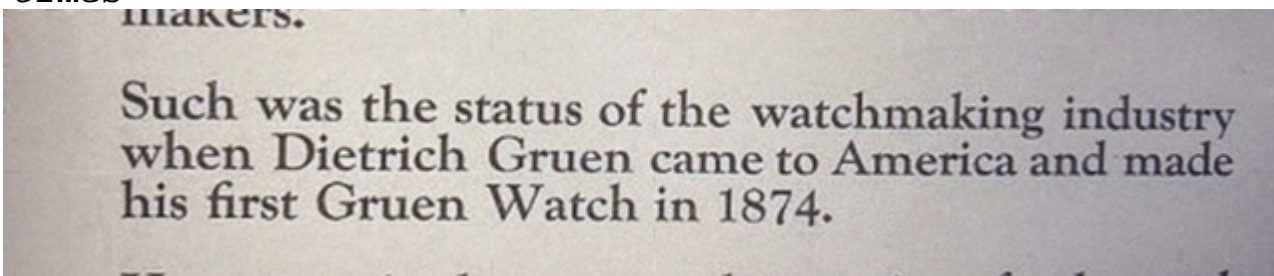 makers.
Such was the status of the watchmaking industry
when Dietrich Gruen came to America and made
his first Gruen Watch in 1874.